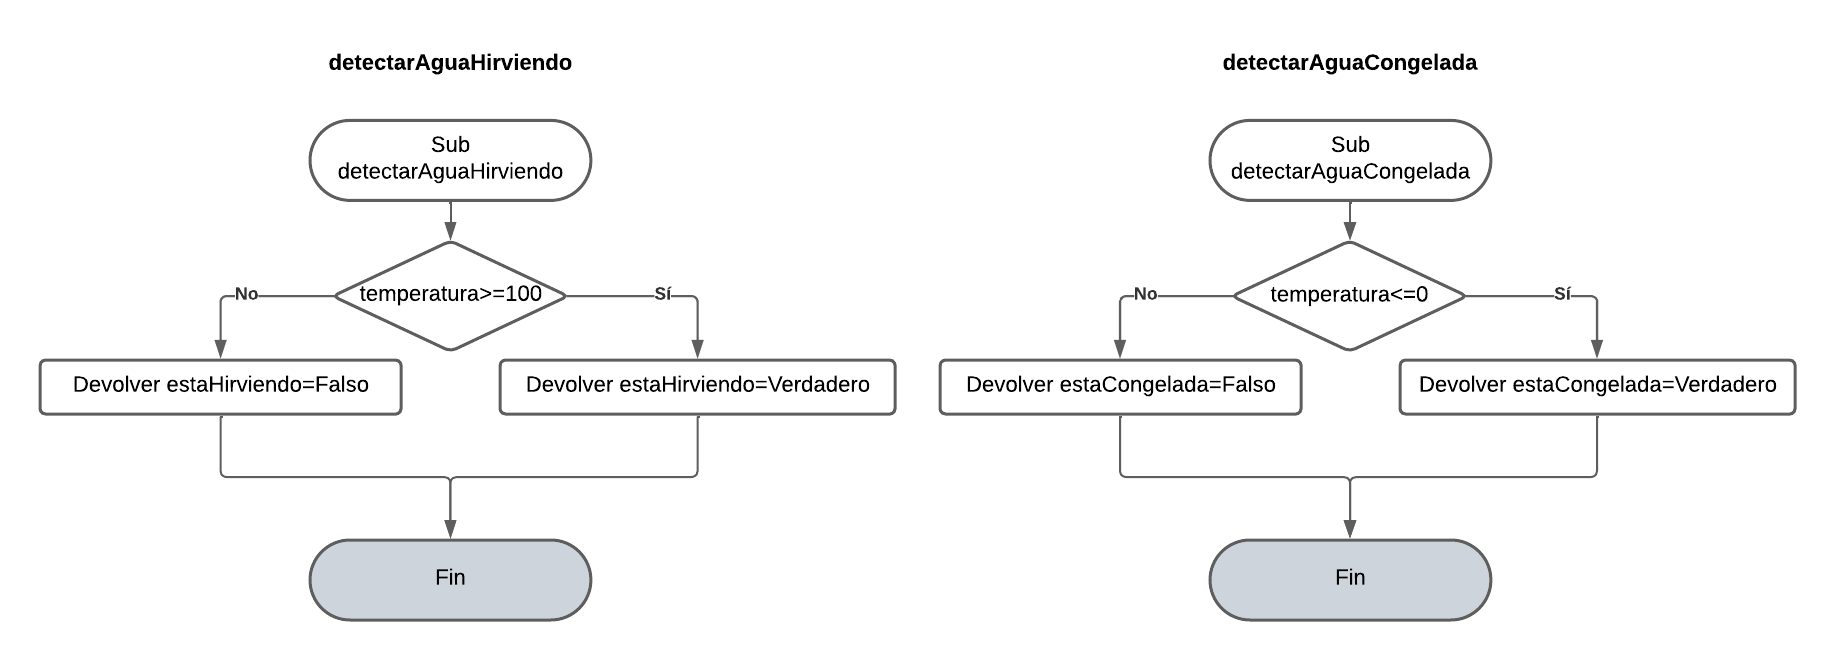 detectarAguaHirviendo
Sub
detectarAguaHirviendo
temperatura>=100
No
Sí
Devolver estaHirviendo=Falso
Devolver estaHirviendo=Verdadero
Fin
detectarAguaCongelada
Sub
detectarAguaCongelada
temperatura<=0
No
Sí
Devolver estaCongelada=Falso
Devolver estaCongelada=Verdadero
Fin